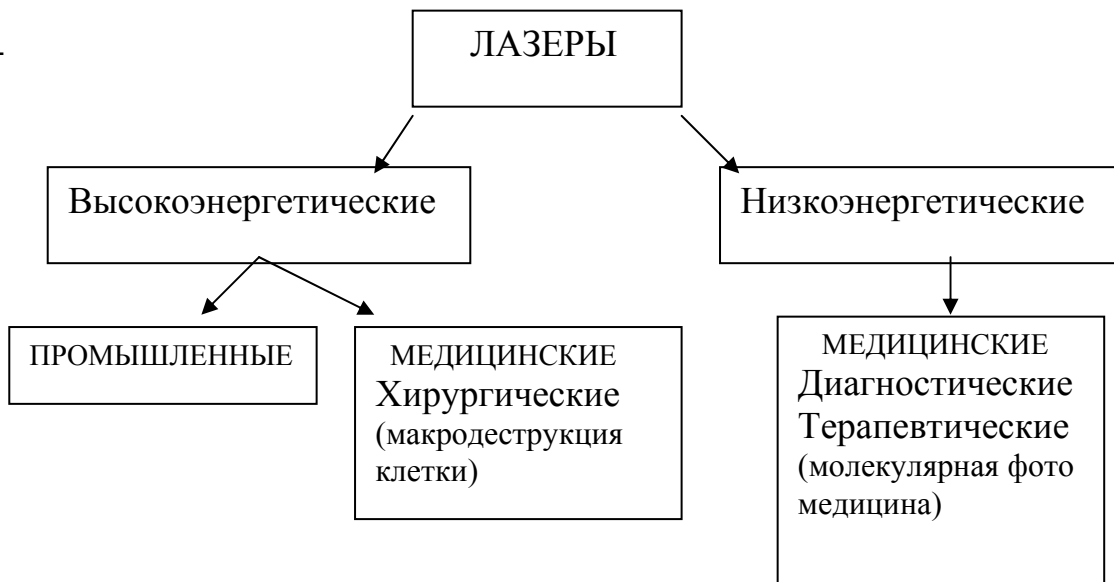 ЛАЗЕРЫ
Высокоэнергетические
Низкоэнергетические
ПРОМЫШЛЕННЫЕ
МЕДИЦИНСКИЕ
Хирургические
(макродеструкция
клетки)
МЕДИЦИНСКИЕ
Диагностические
Терапевтические
(молекулярная фото
медицина)